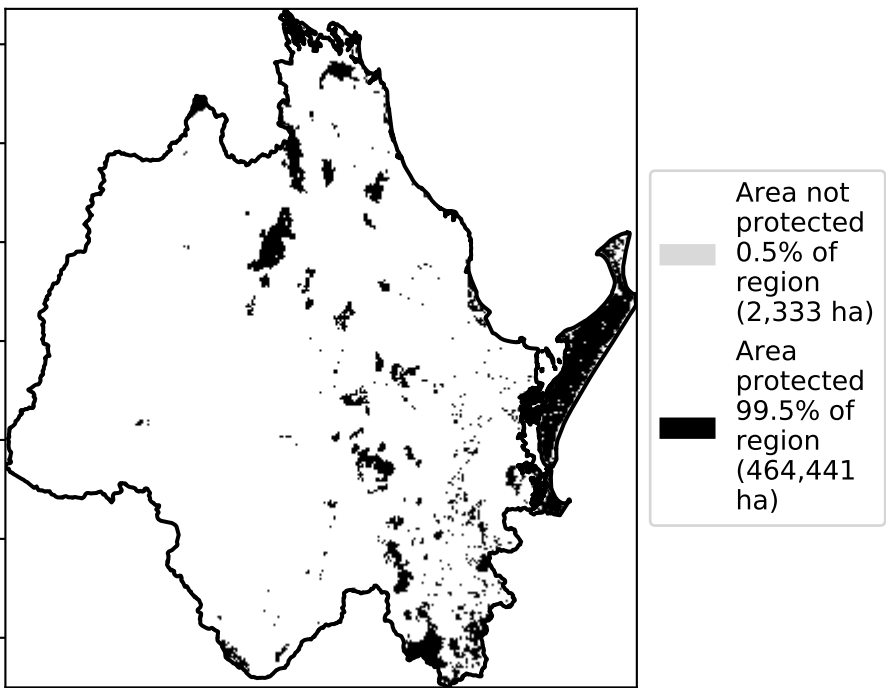 Area not
protected
0.5% of
region
(2,333 ha)
Area
protected
99.5% of
region
(464,441
ha)